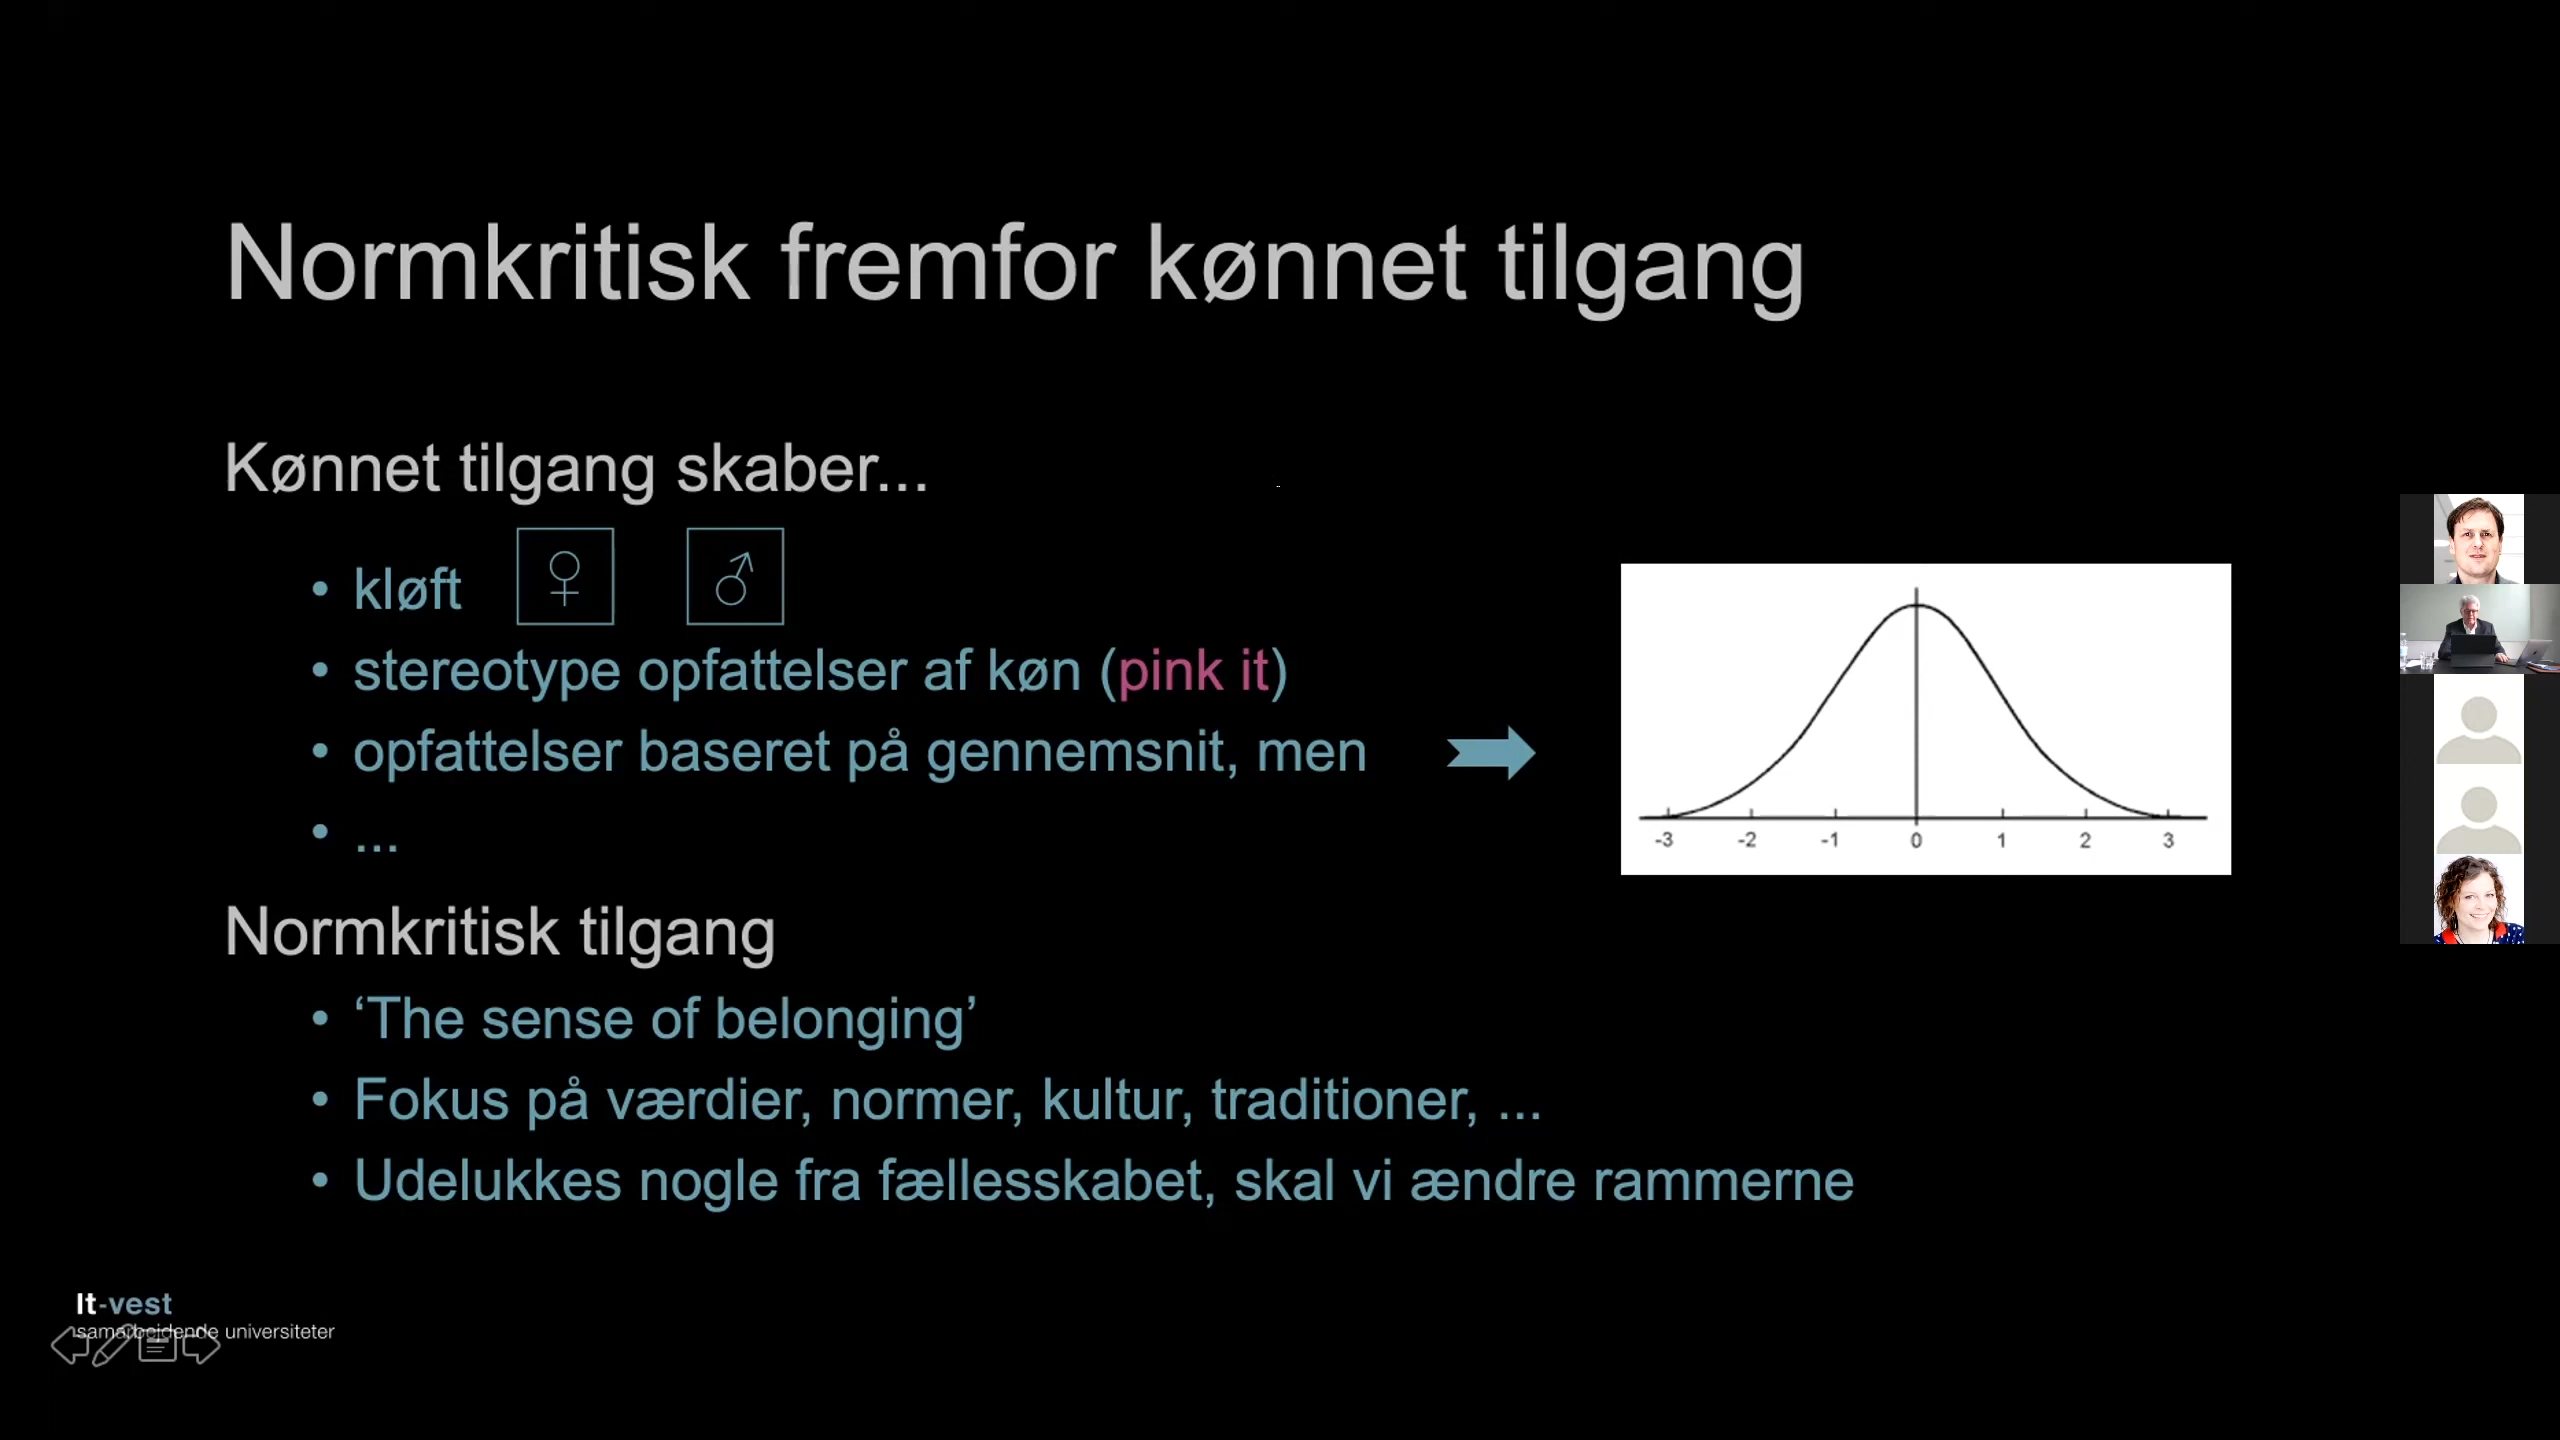 Normkritisk fremfor kønnet tilgang
Kønnet tilgang skaber...
• kløft ♀ ♂
• stereotype opfattelser af køn (pink it)
• opfattelser baseret på gennemsnit, men
• ...
-3 -2 -1 0 1 2 3
Normkritisk tilgang
• ‘The sense of belonging’
• Fokus på værdier, normer, kultur, traditioner, ...
• Udelukkes nogle fra fællesskabet, skal vi ændre rammerne
It-vest
samarbejdende universiteter